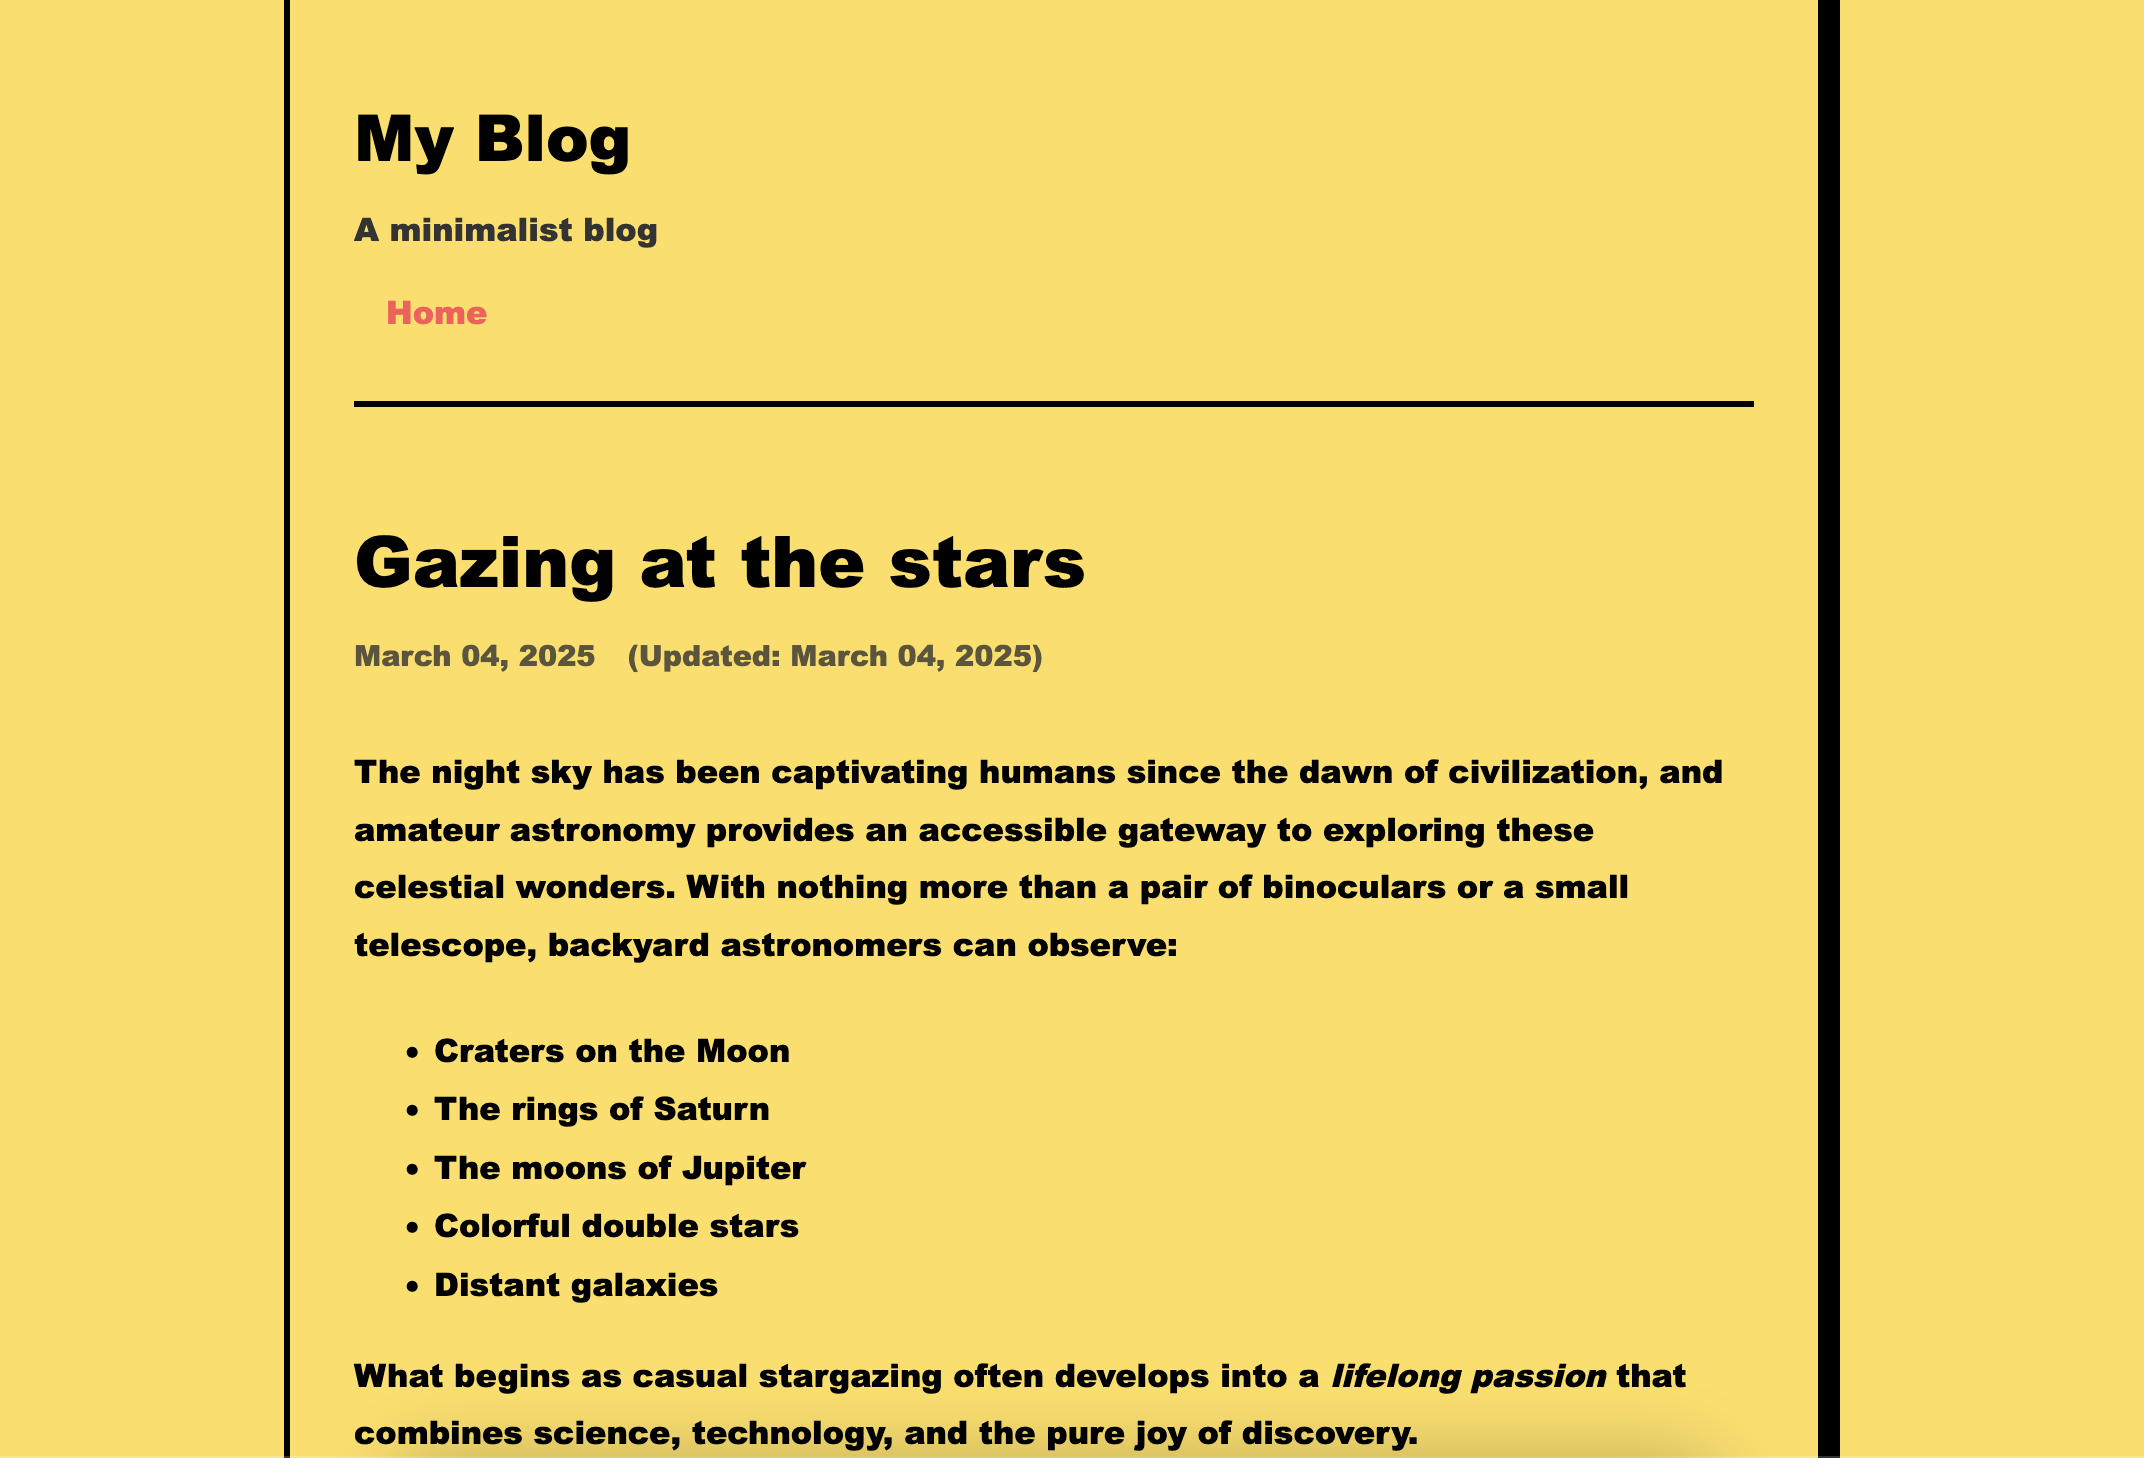 My Blog
A minimalist blog
Home
Gazing at the stars
March 04, 2025 (Updated: March 04, 2025)
The night sky has been captivating humans since the dawn of civilization, and
amateur astronomy provides an accessible gateway to exploring these
celestial wonders. With nothing more than a pair of binoculars or a small
telescope, backyard astronomers can observe:
• Craters on the Moon
• The rings of Saturn
• The moons of Jupiter
• Colorful double stars
• Distant galaxies
What begins as casual stargazing often develops into a lifelong passion that
combines science, technology, and the pure joy of discovery.